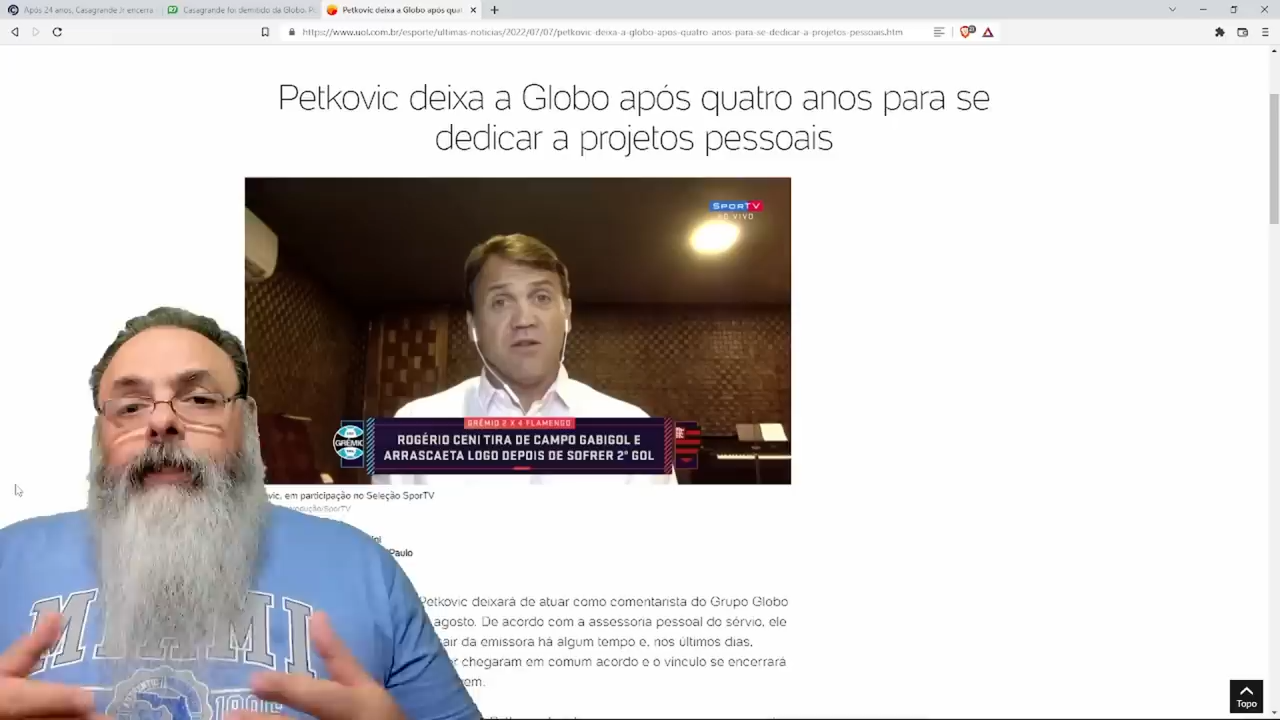 Após 24 anos, Casagrande Jr encerra
Casagrande foi demitido da Globo. P
Petkovic deixa a Globo após quat
https://www.uol.com.br/esporte/ultimas-noticias/2022/07/07/petkovic-deixa-a-globo-apos-quatro-anos-para-se-dedicar-a-projetos-pessoais.htm
Petkovic deixa a Globo após quatro anos para se
dedicar a projetos pessoais
SPORTV
AO VIVO
GRÊMIO 2 X 4 FLAMENGO
GRÊMIO
ROGÉRIO CENI TIRA DE CAMPO GABIGOL E
ARRASCAETA LOGO DEPOIS DE SOFRER 2º GOL
vic, em participação no Seleção SporTV
Paulo
Petkovic deixará de atuar como comentarista do Grupo Globo
agosto. De acordo com a assessoria pessoal do sérvio, ele
air da emissora há algum tempo e, nos últimos dias,
er chegaram em comum acordo e o vínculo se encerrará
em.
MIAMI
Topo